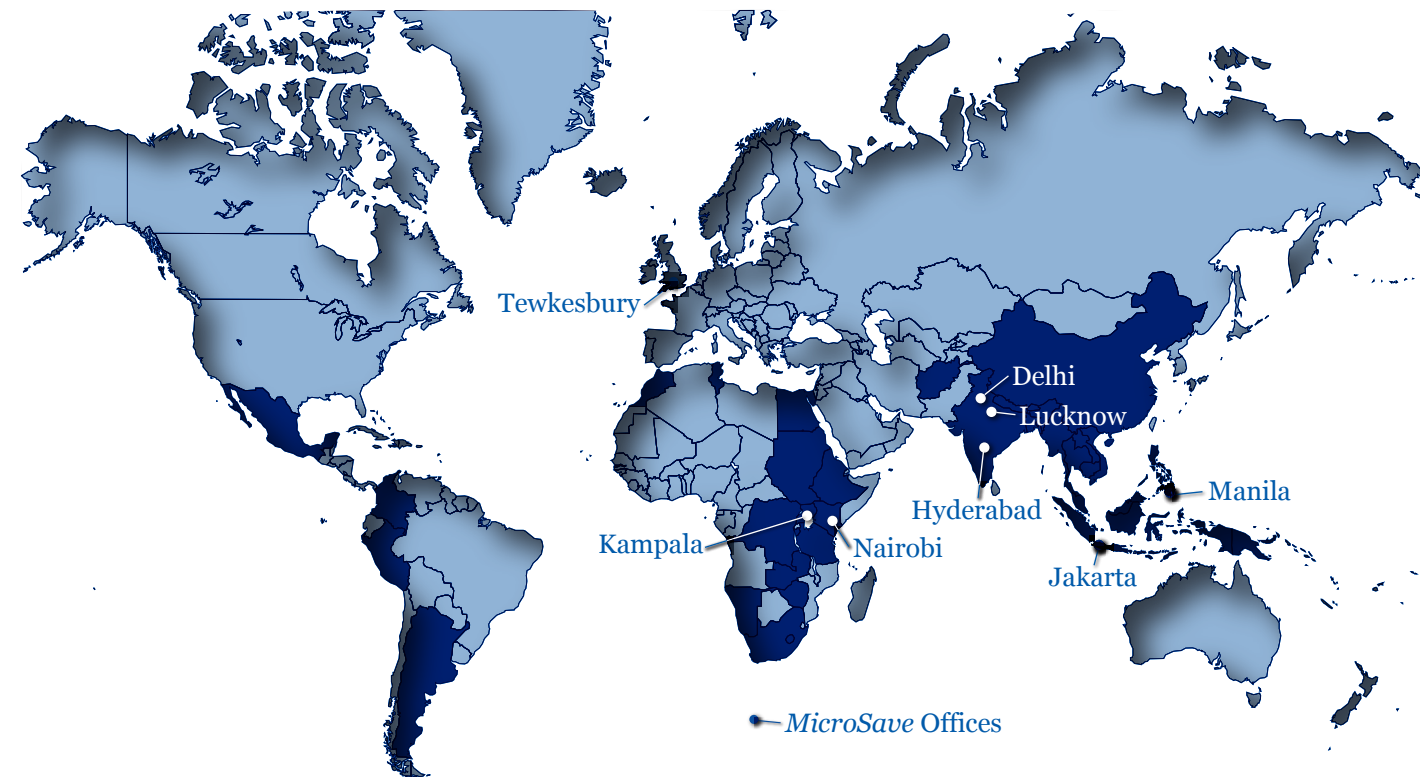 Tewkesbury
Delhi
Lucknow
Manila
Hyderabad
Kampala
Nairobi
Jakarta
MicroSave Offices